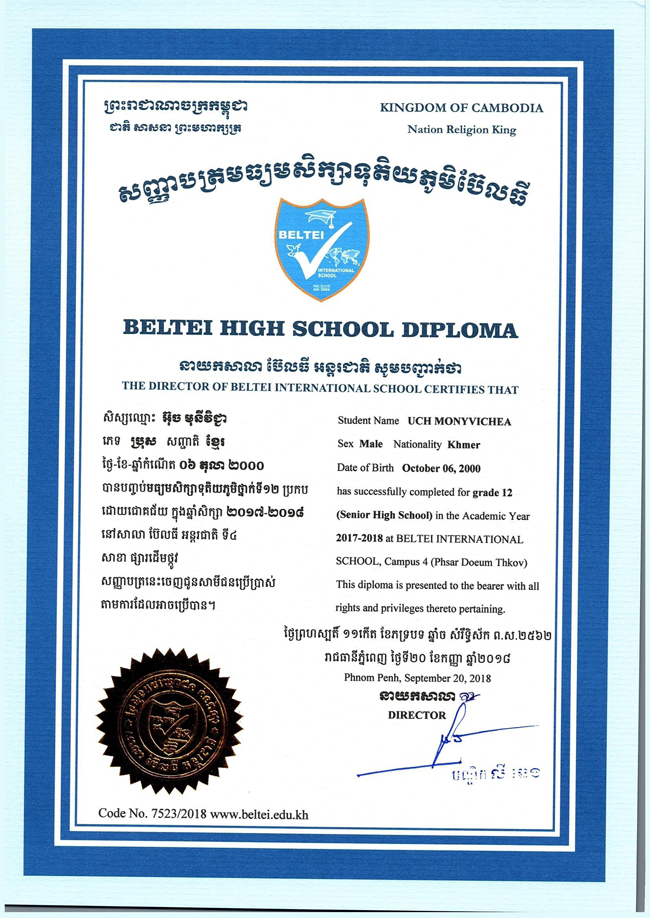 ព្រះរាជាណាចក្រកម្ពុជា
ជាតិ សាសនា ព្រះមហាក្សត្រ
KINGDOM OF CAMBODIA
Nation Religion King
សញ្ញាបត្រមធ្យមសិក្សាទុតិយភូមិប៊ែលធី
BELTEI
INTERNATIONAL
SCHOOL
BELTEI HIGH SCHOOL DIPLOMA
នាយកសាលា ប៊ែលធី អន្តរជាតិ សូមបញ្ជាក់ថា
THE DIRECTOR OF BELTEI INTERNATIONAL SCHOOL CERTIFIES THAT
សិស្សឈ្មោះ អ៊ុច មុនីវិជ្ជា
ភេទ ប្រុស សញ្ជាតិ ខ្មែរ
ថ្ងៃ-ខែ-ឆ្នាំកំណើត ០៦ តុលា ២០០០
បានបញ្ចប់មធ្យមសិក្សាទុតិយភូមិថ្នាក់ទី១២ ប្រកប
ដោយជោគជ័យ ក្នុងឆ្នាំសិក្សា ២០១៧-២០១៨
នៅសាលា ប៊ែលធី អន្តរជាតិ ទី៤
សាខា ផ្សារដើមថ្កូវ
សញ្ញាបត្រនេះចេញជូនសាមីជនប្រើប្រាស់
តាមការដែលអាចប្រើបាន។
Student Name UCH MONYVICHEA
Sex Male Nationality Khmer
Date of Birth October 06, 2000
has successfully completed for grade 12
(Senior High School) in the Academic Year
2017-2018 at BELTEI INTERNATIONAL
SCHOOL, Campus 4 (Phsar Doeum Thkov)
This diploma is presented to the bearer with all
rights and privileges thereto pertaining.
ថ្ងៃព្រហស្បតិ៍ ១១កើត ខែភទ្របទ ឆ្នាំច សំរឹទ្ធិស័ក ព.ស.២៥៦២
រាជធានីភ្នំពេញ ថ្ងៃទី២០ ខែកញ្ញា ឆ្នាំ២០១៨
Phnom Penh, September 20, 2018
នាយកសាលា
DIRECTOR
បណ្ឌិត លី ឆេង
Code No. 7523/2018 www.beltei.edu.kh